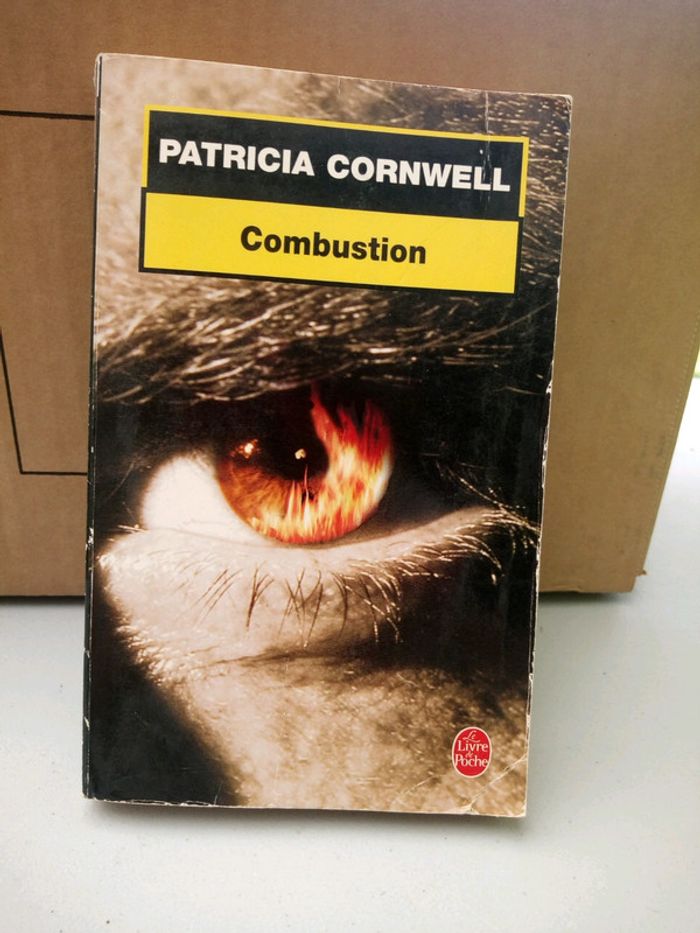 PATRICIA CORNWELL
Combustion
Le
Livre
de
Poche